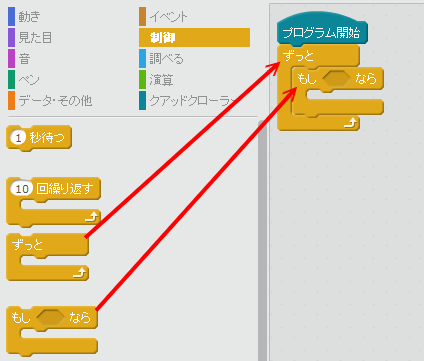 動き
イベント
見た目
制御
音
調べる
ペン
演算
データ・その他
クアッドクローラー
1 秒待つ
10 回繰り返す
ずっと
もし なら
プログラム開始
ずっと
もし なら